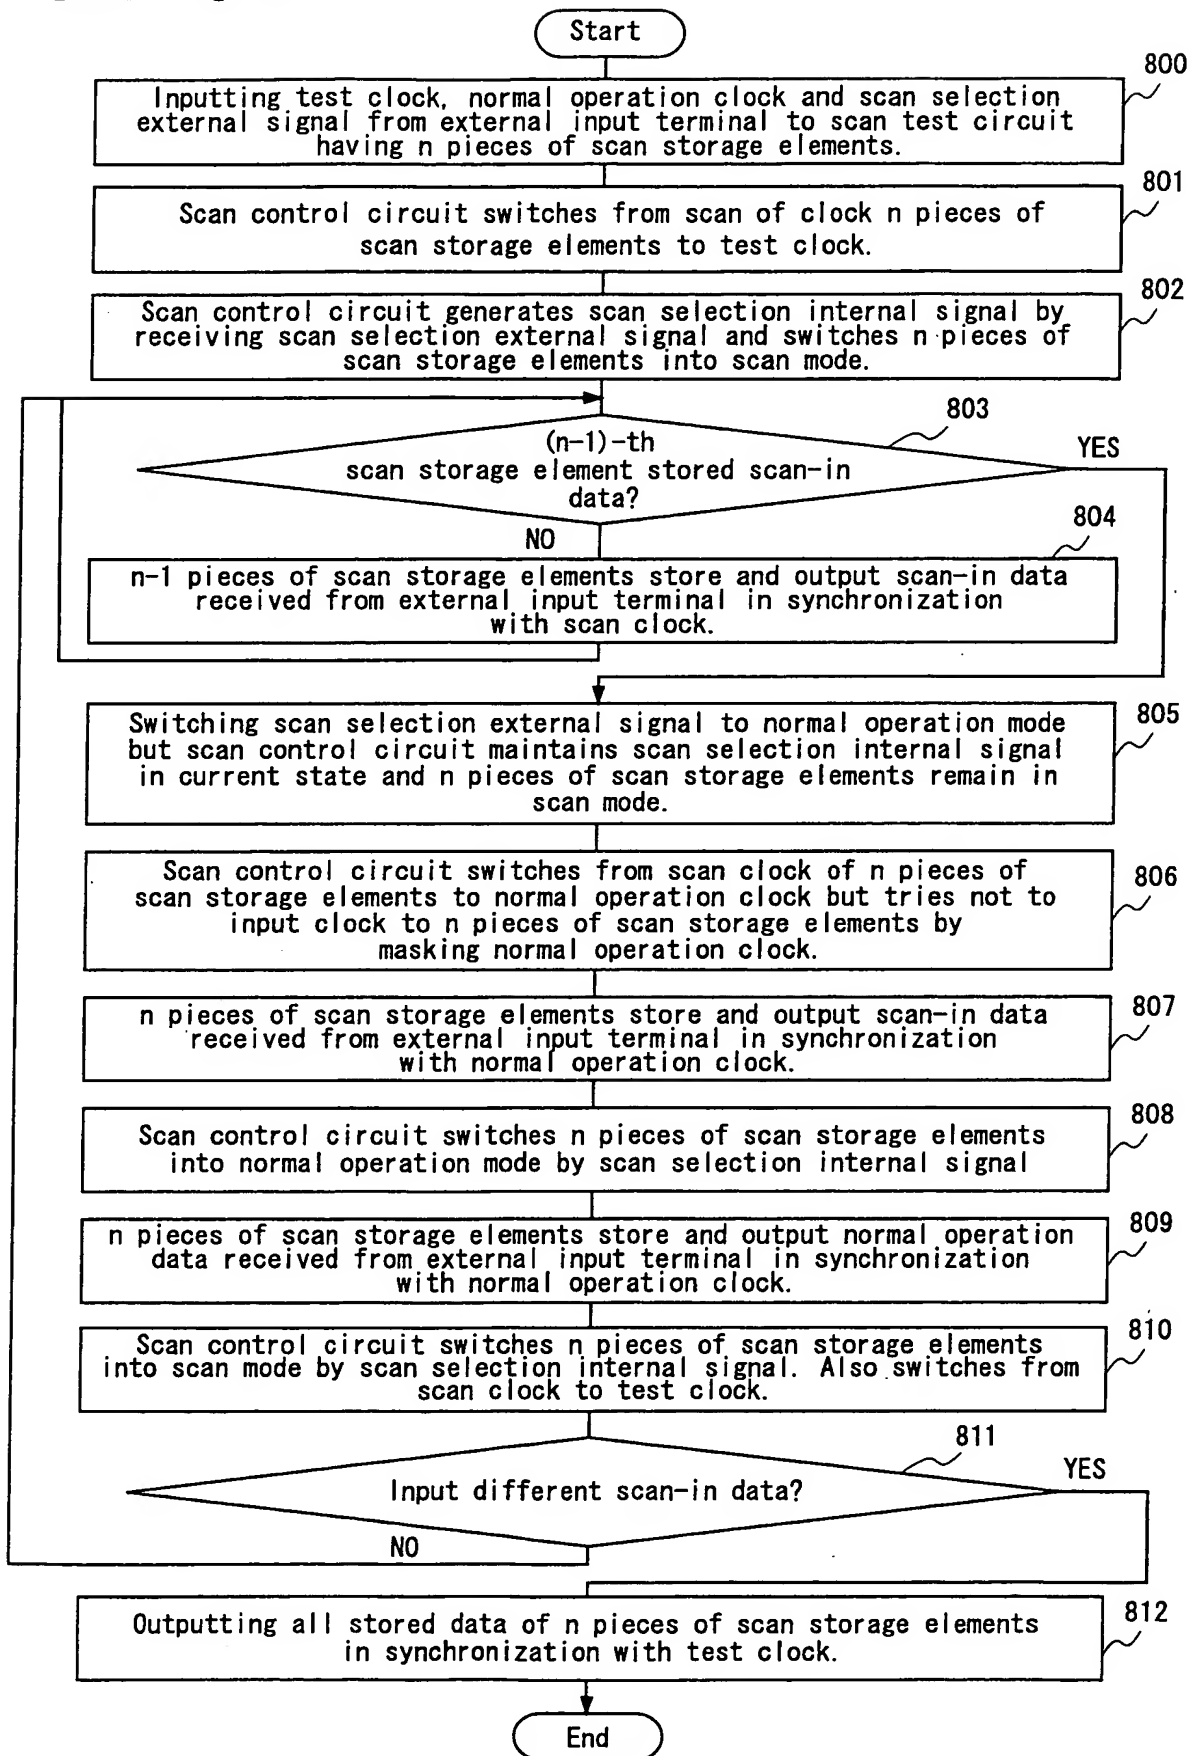 Start
800
Inputting test clock, normal operation clock and scan selection
external signal from external input terminal to scan test circuit
having n pieces of scan storage elements.
801
Scan control circuit switches from scan of clock n pieces of
scan storage elements to test clock.
802
Scan control circuit generates scan selection internal signal by
receiving scan selection external signal and switches n pieces of
scan storage elements into scan mode.
803
(n-1)-th
scan storage element stored scan-in
data?
YES
NO
804
n-1 pieces of scan storage elements store and output scan-in data
received from external input terminal in synchronization
with scan clock.
805
Switching scan selection external signal to normal operation mode
but scan control circuit maintains scan selection internal signal
in current state and n pieces of scan storage elements remain in
scan mode.
806
Scan control circuit switches from scan clock of n pieces of
scan storage elements to normal operation clock but tries not to
input clock to n pieces of scan storage elements by
masking normal operation clock.
807
n pieces of scan storage elements store and output scan-in data
received from external input terminal in synchronization
with normal operation clock.
808
Scan control circuit switches n pieces of scan storage elements
into normal operation mode by scan selection internal signal
809
n pieces of scan storage elements store and output normal operation
data received from external input terminal in synchronization
with normal operation clock.
810
Scan control circuit switches n pieces of scan storage elements
into scan mode by scan selection internal signal. Also switches from
scan clock to test clock.
811
Input different scan-in data?
YES
NO
812
Outputting all stored data of n pieces of scan storage elements
in synchronization with test clock.
End